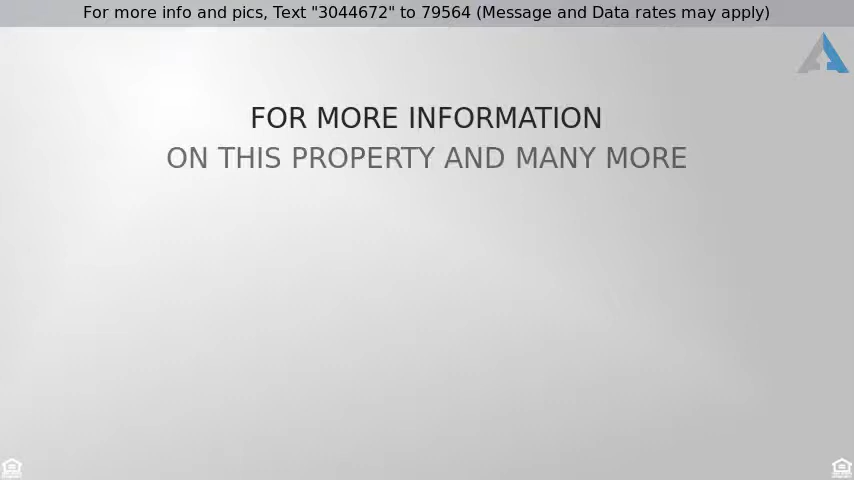 For more info and pics, Text "3044672" to 79564 (Message and Data rates may apply)
FOR MORE INFORMATION
ON THIS PROPERTY AND MANY MORE